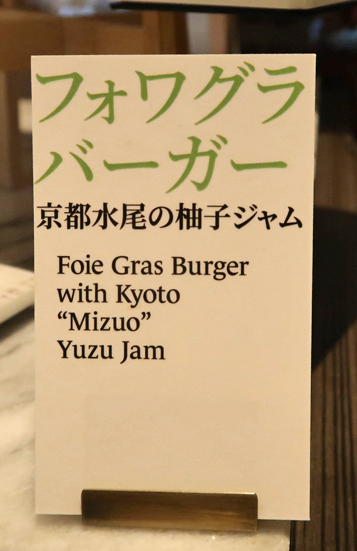 フォワグラ
バーガー
京都水尾の柚子ジャム
Foie Gras Burger
with Kyoto
“Mizuo”
Yuzu Jam